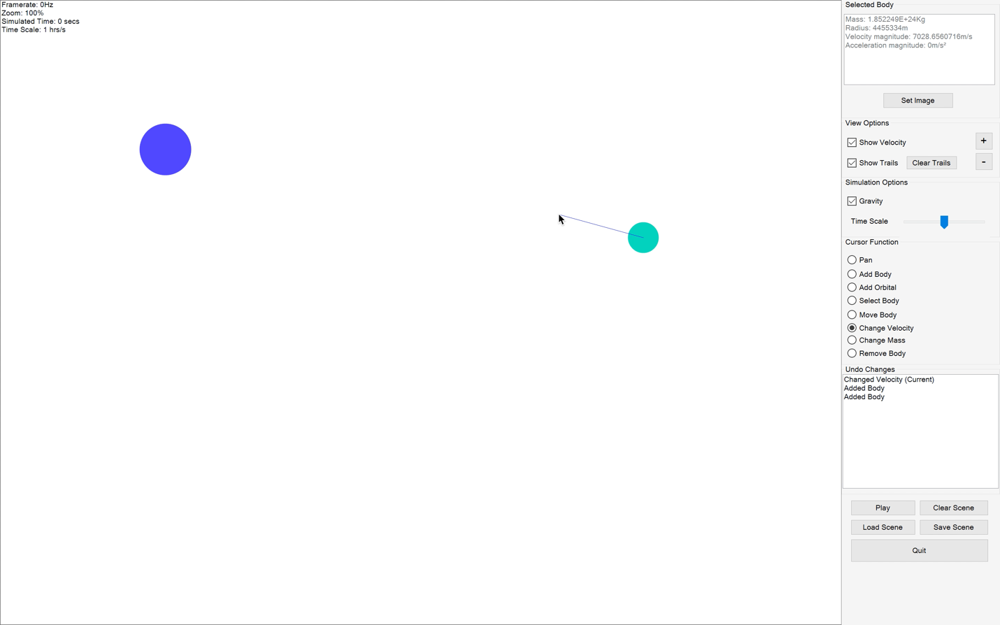 Framerate: 0Hz
Zoom: 100%
Simulated Time: 0 secs
Time Scale: 1 hrs/s
Selected Body
Mass: 1.852249E+24Kg
Radius: 4455334m
Velocity magnitude: 7028.6560716m/s
Acceleration magnitude: 0m/s²
Set Image
View Options
Show Velocity
+
Show Trails
Clear Trails
-
Simulation Options
Gravity
Time Scale
Cursor Function
Pan
Add Body
Add Orbital
Select Body
Move Body
Change Velocity
Change Mass
Remove Body
Undo Changes
Changed Velocity (Current)
Added Body
Added Body
Play
Clear Scene
Load Scene
Save Scene
Quit